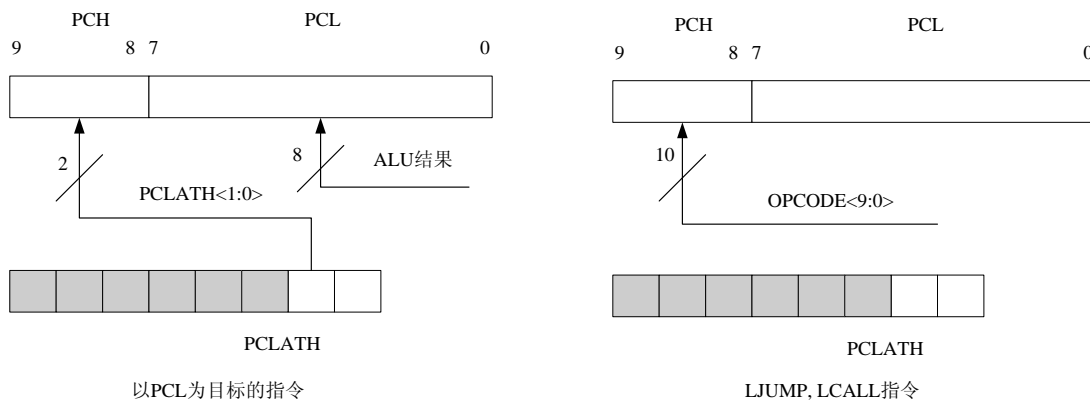 PCH PCL
9 8 7 0
2
8
ALU结果
PCLATH<1:0>
PCLATH
以PCL为目标的指令
PCH PCL
9 8 7 0
10
OPCODE<9:0>
PCLATH
LJUMP, LCALL指令